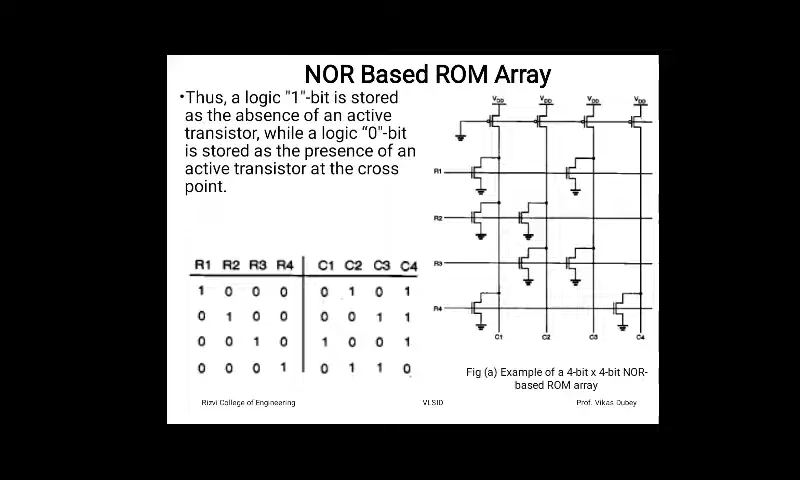 NOR Based ROM Array
•Thus, a logic "1"-bit is stored
as the absence of an active
transistor, while a logic “0"-bit
is stored as the presence of an
active transistor at the cross
point.
R1 R2 R3 R4 C1 C2 C3 C4
1 0 0 0 0 1 0 1
0 1 0 0 0 0 1 1
0 0 1 0 1 0 0 1
0 0 0 1 0 1 1 0
VDD VDD VDD VDD
R1
R2
R3
R4
C1 C2 C3 C4
Fig (a) Example of a 4-bit x 4-bit NOR-
based ROM array
Rizvi College of Engineering VLSID Prof. Vikas Dubey